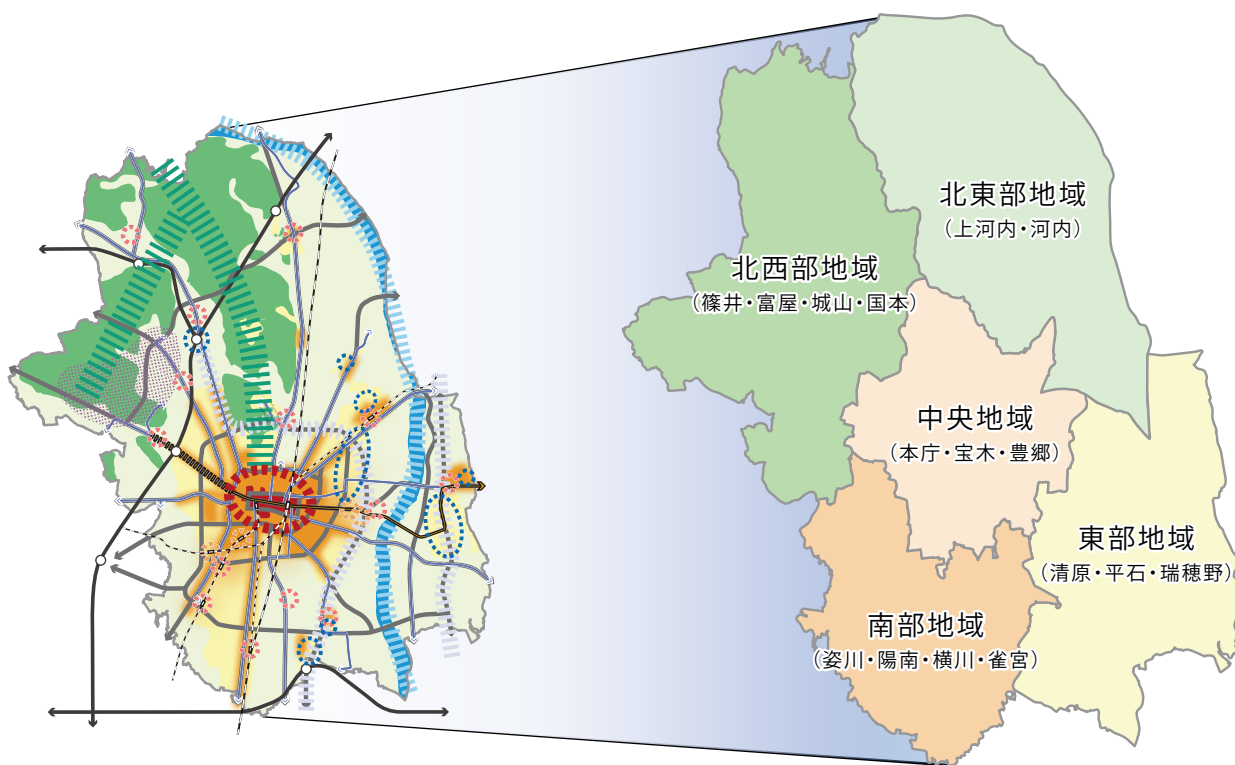 北東部地域
(上河内・河内)
北西部地域
(篠井・富屋・城山・国本)
中央地域
(本庁・宝木・豊郷)
東部地域
(清原・平石・瑞穂野)
南部地域
(姿川・陽南・横川・雀宮)